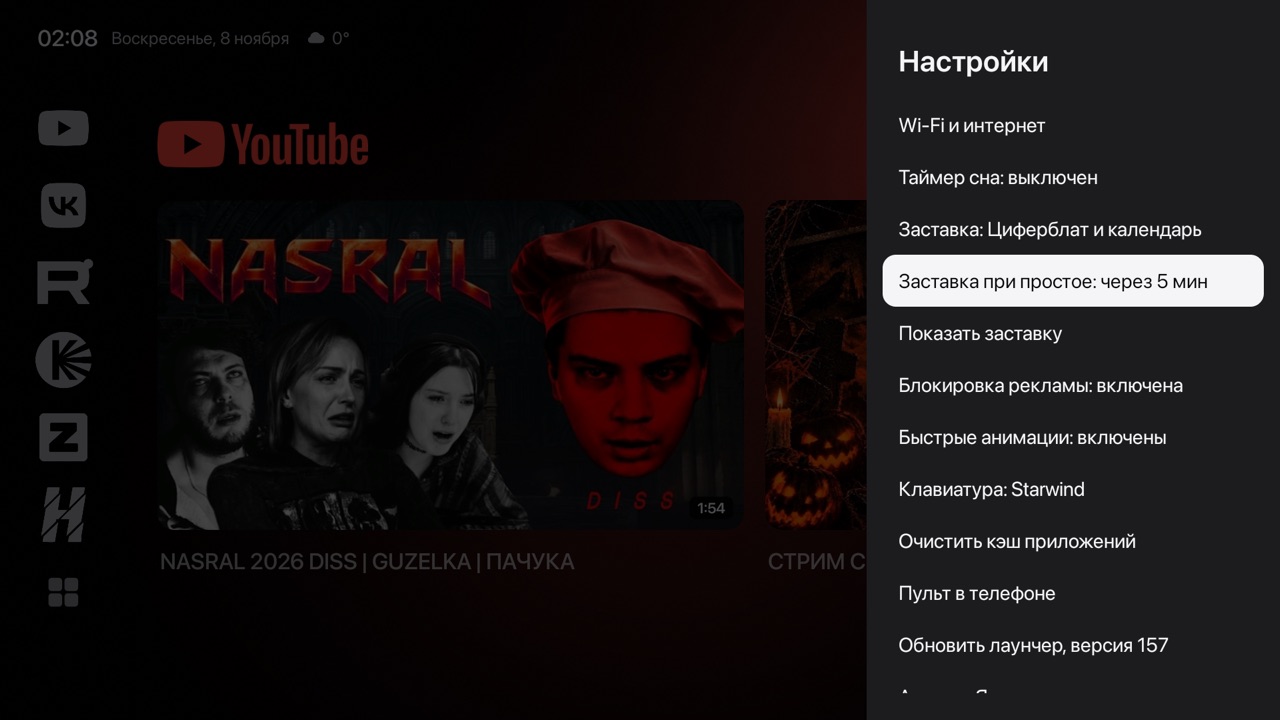 02:08 Воскресенье, 8 ноября 0°
YouTube
NASRAL
DISS
1:54
NASRAL 2026 DISS | GUZELKA | ПАЧУКА
СТРИМ С
Настройки
Wi-Fi и интернет
Таймер сна: выключен
Заставка: Циферблат и календарь
Заставка при простое: через 5 мин
Показать заставку
Блокировка рекламы: включена
Быстрые анимации: включены
Клавиатура: Starwind
Очистить кэш приложений
Пульт в телефоне
Обновить лаунчер, версия 157